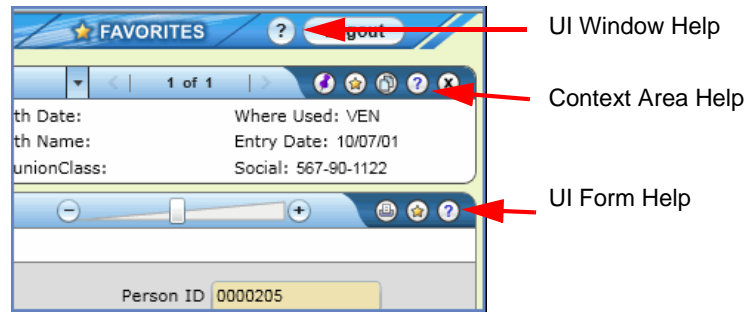 FAVORITES ? gout UI Window Help
1 of 1 ? X
Context Area Help
th Date: Where Used: VEN
th Name: Entry Date: 10/07/01
unionClass: Social: 567-90-1122
UI Form Help
− + ?
Person ID 0000205